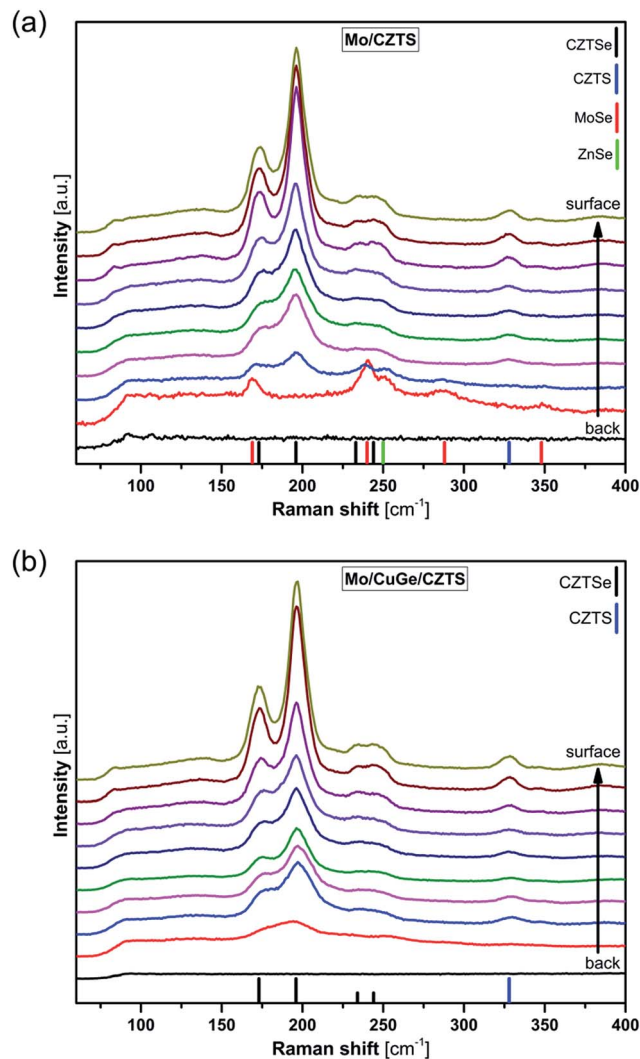 (a)
Mo/CZTS
CZTSe
CZTS
MoSe
ZnSe
surface
back
Intensity [a.u.]
100 150 200 250 300 350 400
Raman shift [cm⁻¹]
(b)
Mo/CuGe/CZTS
CZTSe
CZTS
surface
back
Intensity [a.u.]
100 150 200 250 300 350 400
Raman shift [cm⁻¹]